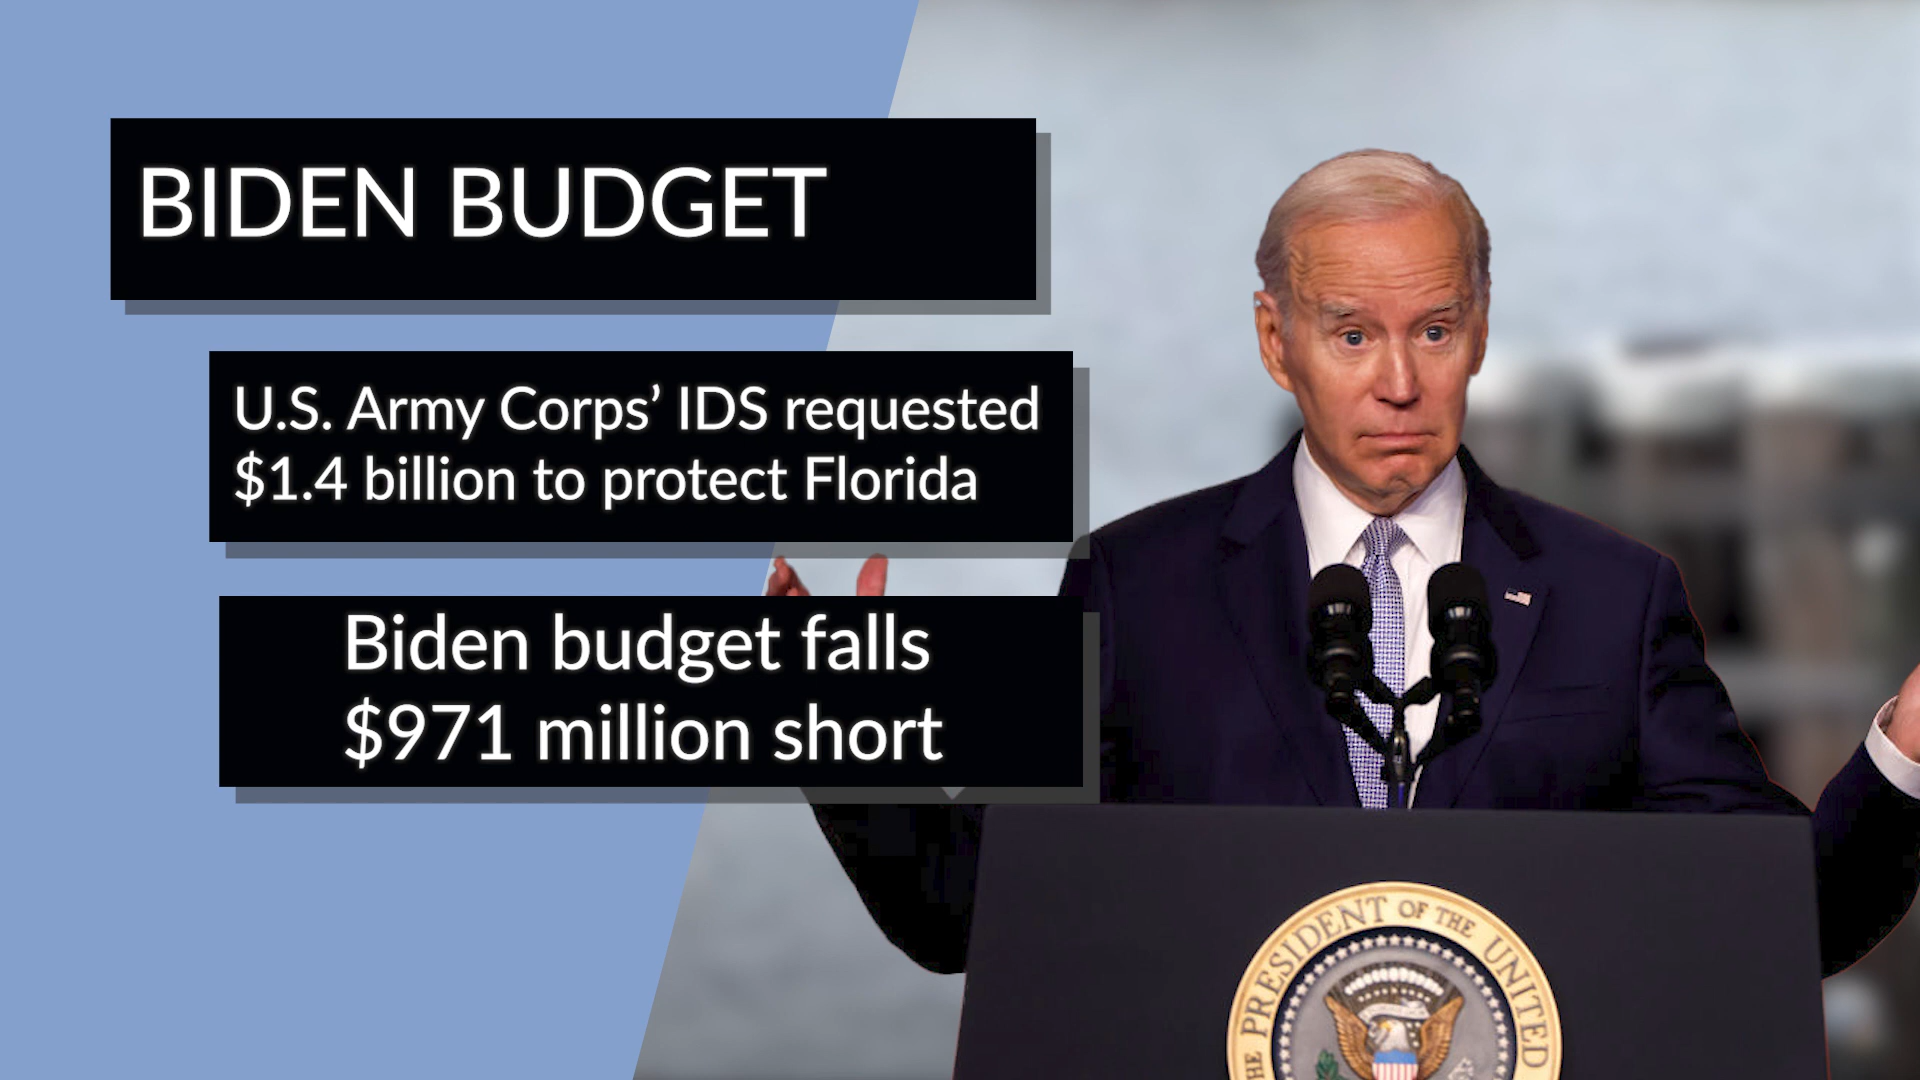 BIDEN BUDGET
U.S. Army Corps’ IDS requested
$1.4 billion to protect Florida
Biden budget falls
$971 million short
THE PRESIDENT OF THE UNITED